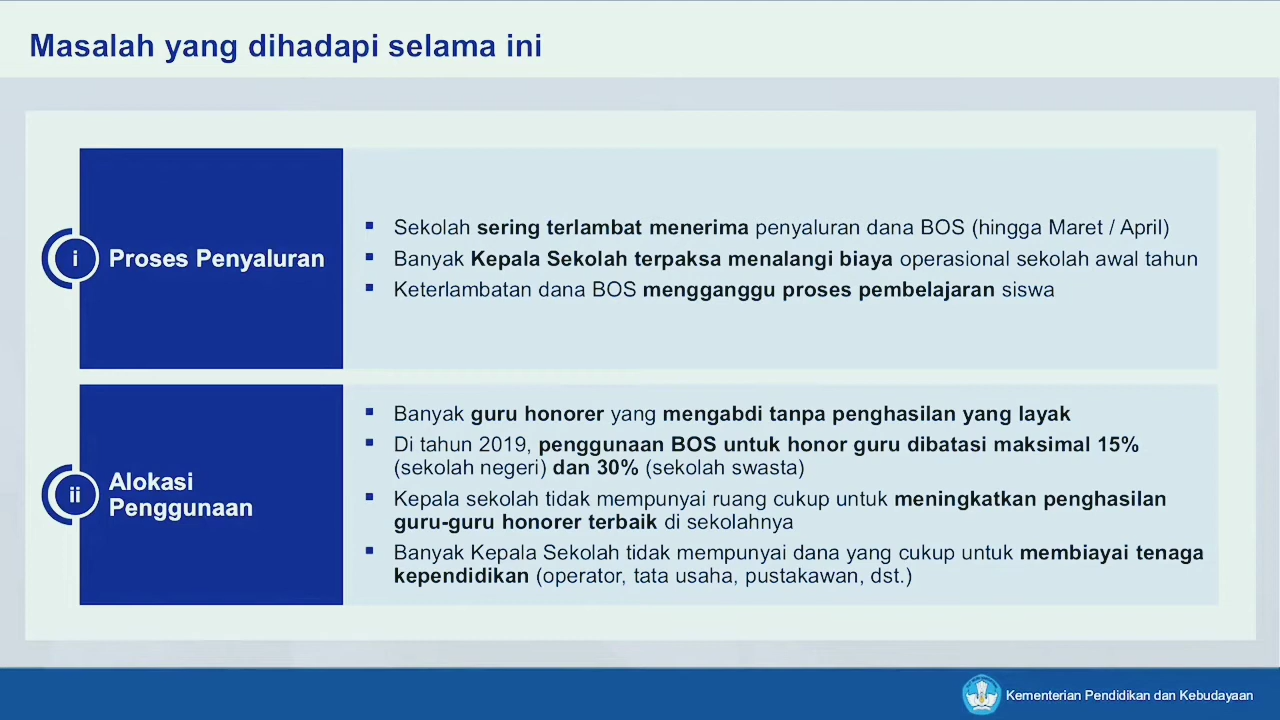 Masalah yang dihadapi selama ini
i
Proses Penyaluran
▪ Sekolah sering terlambat menerima penyaluran dana BOS (hingga Maret / April)
▪ Banyak Kepala Sekolah terpaksa menalangi biaya operasional sekolah awal tahun
▪ Keterlambatan dana BOS mengganggu proses pembelajaran siswa
ii
Alokasi
Penggunaan
▪ Banyak guru honorer yang mengabdi tanpa penghasilan yang layak
▪ Di tahun 2019, penggunaan BOS untuk honor guru dibatasi maksimal 15%
(sekolah negeri) dan 30% (sekolah swasta)
▪ Kepala sekolah tidak mempunyai ruang cukup untuk meningkatkan penghasilan
guru-guru honorer terbaik di sekolahnya
▪ Banyak Kepala Sekolah tidak mempunyai dana yang cukup untuk membiayai tenaga
kependidikan (operator, tata usaha, pustakawan, dst.)
Kementerian Pendidikan dan Kebudayaan